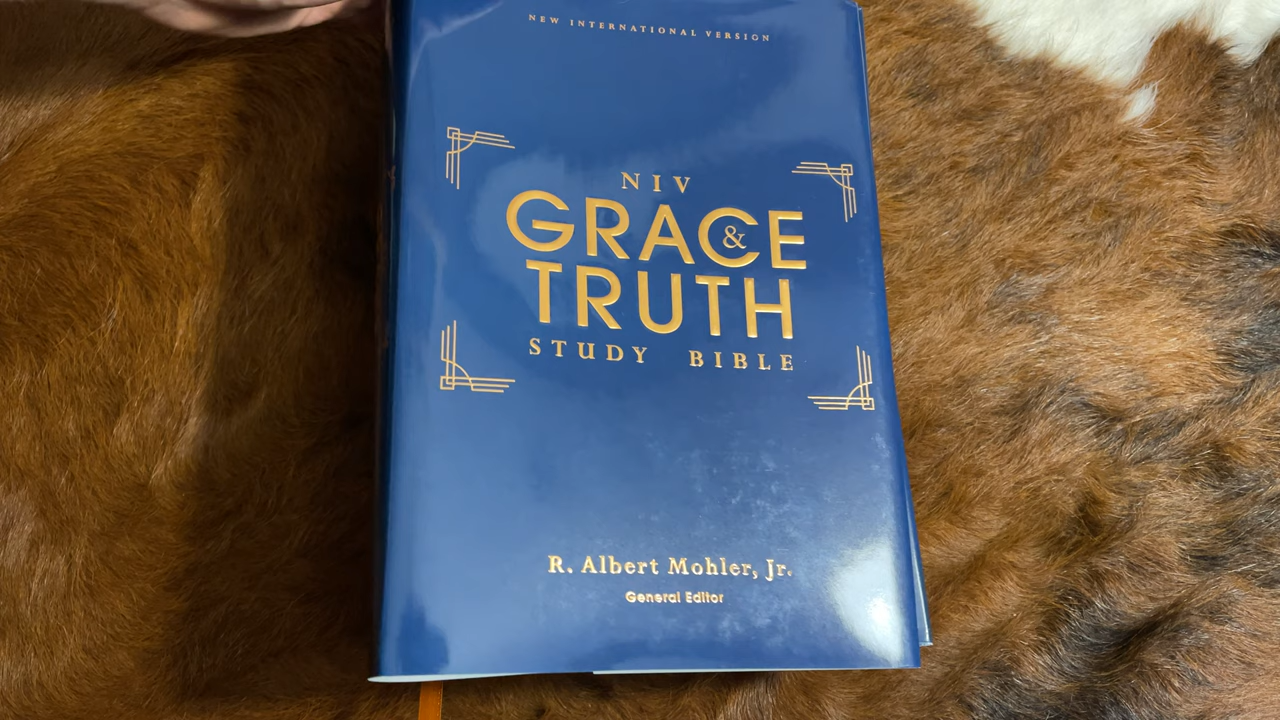 NEW INTERNATIONAL VERSION
NIV
GRACE &
TRUTH
STUDY BIBLE
R. Albert Mohler, Jr.
General Editor